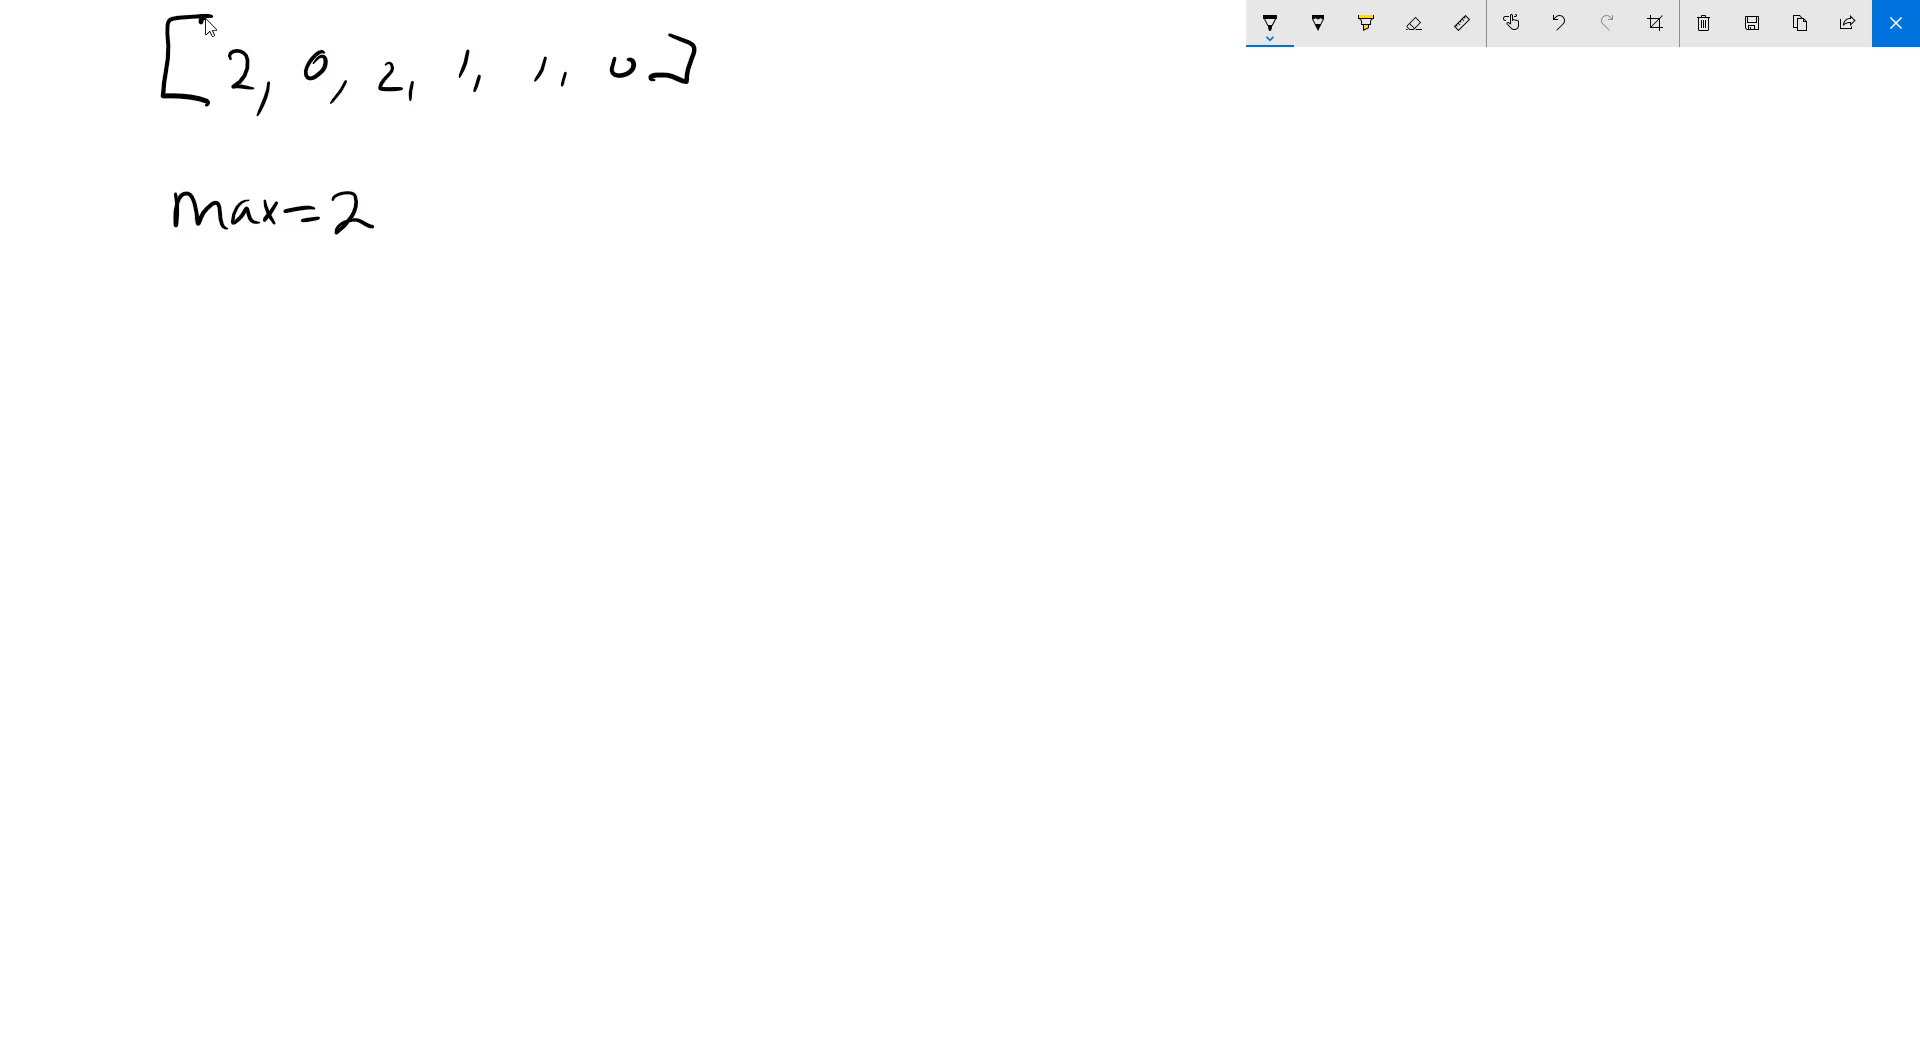 [2, 0, 2, 1, 1, 0]
max=2